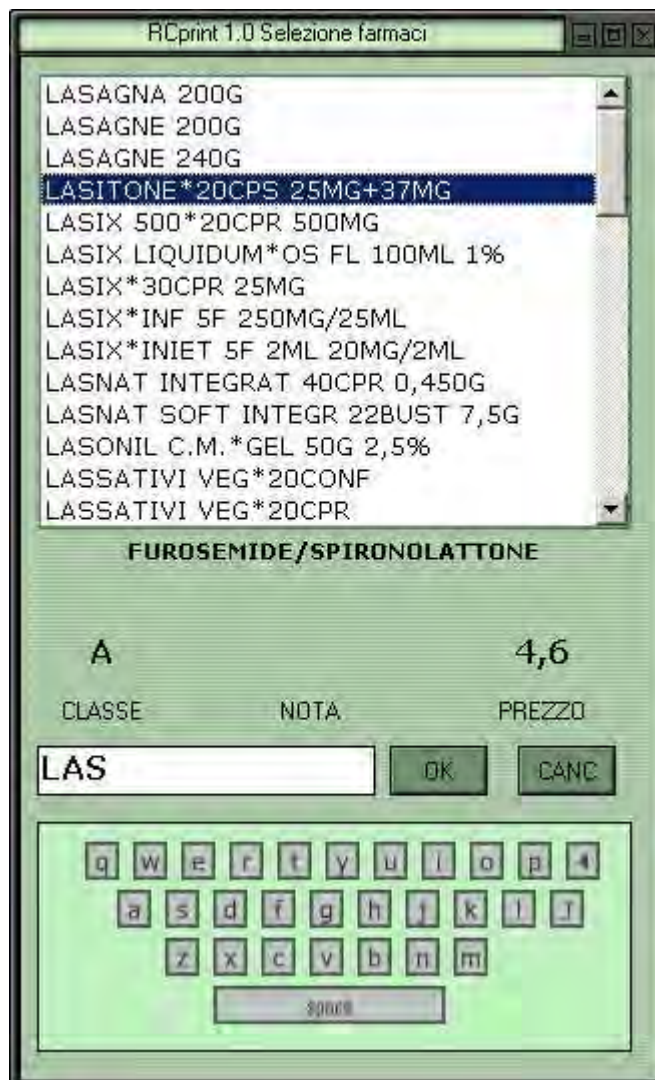 RCprint 1.0 Selezione farmaci
LASAGNA 200G
LASAGNE 200G
LASAGNE 240G
LASITONE*20CPS 25MG+37MG
LASIX 500*20CPR 500MG
LASIX LIQUIDUM*OS FL 100ML 1%
LASIX*30CPR 25MG
LASIX*INF 5F 250MG/25ML
LASIX*INIET 5F 2ML 20MG/2ML
LASNAT INTEGRAT 40CPR 0,450G
LASNAT SOFT INTEGR 22BUST 7,5G
LASONIL C.M.*GEL 50G 2,5%
LASSATIVI VEG*20CONF
LASSATIVI VEG*20CPR
FUROSEMIDE/SPIRONOLATTONE
A 4,6
CLASSE NOTA PREZZO
LAS OK CANC
q w e r t y u i o p
a s d f g h j k l
z x c v b n m
space